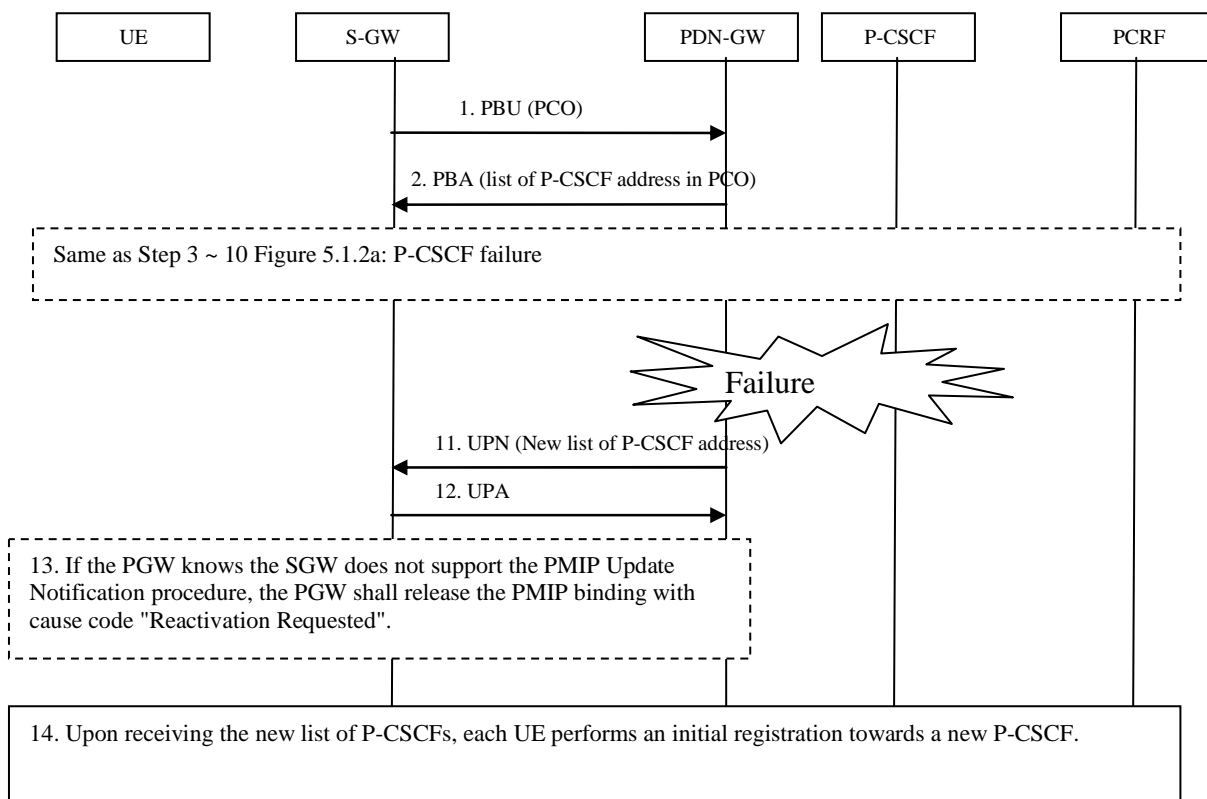 UE
S-GW
PDN-GW
P-CSCF
PCRF
1. PBU (PCO)
2. PBA (list of P-CSCF address in PCO)
Same as Step 3 ~ 10 Figure 5.1.2a: P-CSCF failure
Failure
11. UPN (New list of P-CSCF address)
12. UPA
13. If the PGW knows the SGW does not support the PMIP Update
Notification procedure, the PGW shall release the PMIP binding with
cause code "Reactivation Requested".
14. Upon receiving the new list of P-CSCFs, each UE performs an initial registration towards a new P-CSCF.